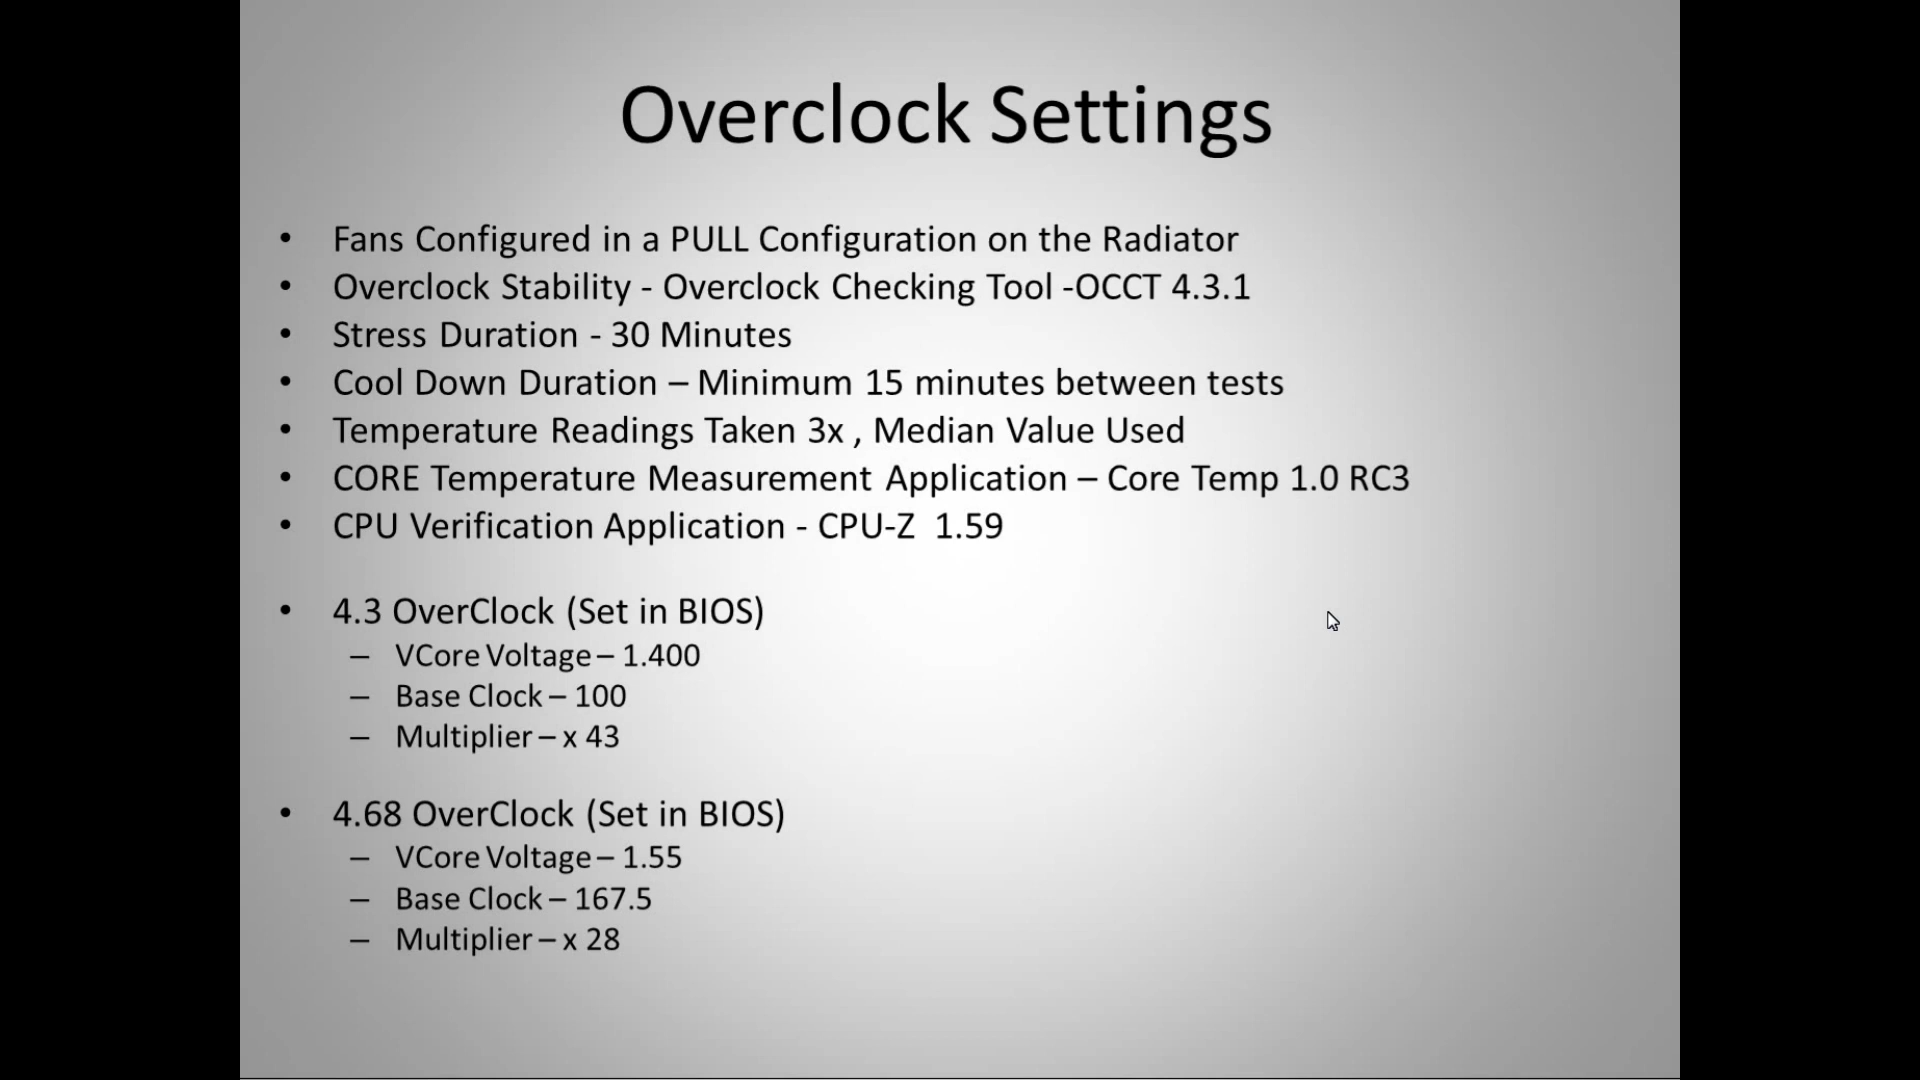 Overclock Settings
• Fans Configured in a PULL Configuration on the Radiator
• Overclock Stability - Overclock Checking Tool -OCCT 4.3.1
• Stress Duration - 30 Minutes
• Cool Down Duration – Minimum 15 minutes between tests
• Temperature Readings Taken 3x , Median Value Used
• CORE Temperature Measurement Application – Core Temp 1.0 RC3
• CPU Verification Application - CPU-Z 1.59
• 4.3 OverClock (Set in BIOS)
– VCore Voltage – 1.400
– Base Clock – 100
– Multiplier – x 43
• 4.68 OverClock (Set in BIOS)
– VCore Voltage – 1.55
– Base Clock – 167.5
– Multiplier – x 28